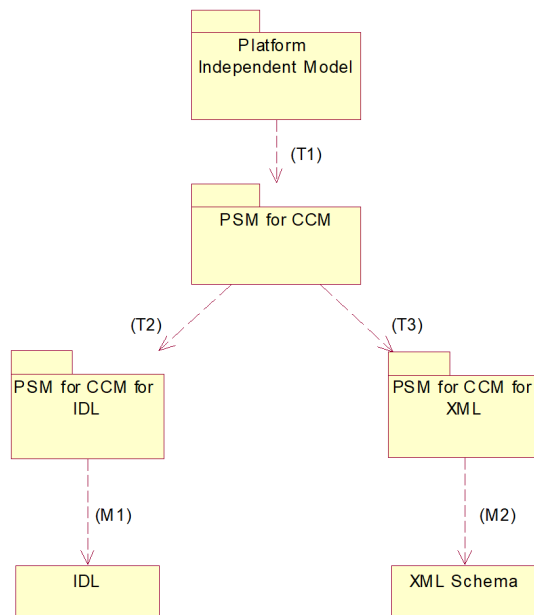 Platform
Independent Model
(T1)
PSM for CCM
(T2)
(T3)
PSM for CCM for
IDL
PSM for CCM for
XML
(M1)
(M2)
IDL
XML Schema